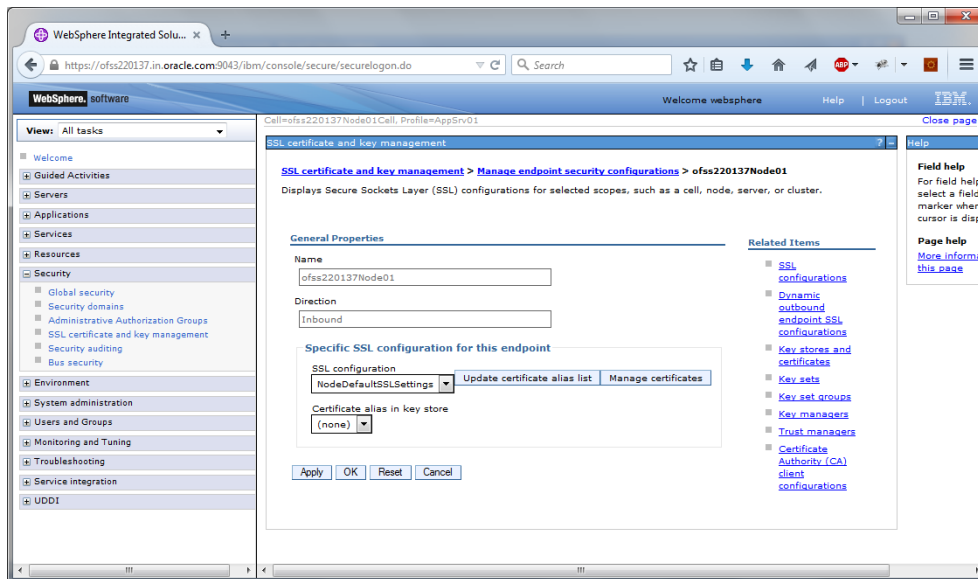 WebSphere Integrated Solu...
https://ofss220137.in.oracle.com:9043/ibm/console/secure/securelogon.do
Search
ABP
WebSphere. software
Welcome websphere
Help | Logout
IBM.
View: All tasks
Welcome
Guided Activities
Servers
Applications
Services
Resources
Security
Global security
Security domains
Administrative Authorization Groups
SSL certificate and key management
Security auditing
Bus security
Environment
System administration
Users and Groups
Monitoring and Tuning
Troubleshooting
Service integration
UDDI
Cell=ofss220137Node01Cell, Profile=AppSrv01
Close page
SSL certificate and key management
? -
SSL certificate and key management > Manage endpoint security configurations > ofss220137Node01
Displays Secure Sockets Layer (SSL) configurations for selected scopes, such as a cell, node, server, or cluster.
General Properties
Name
ofss220137Node01
Direction
Inbound
Specific SSL configuration for this endpoint
SSL configuration
NodeDefaultSSLSettings
Update certificate alias list
Manage certificates
Certificate alias in key store
(none)
Apply
OK
Reset
Cancel
Related Items
SSL
configurations
Dynamic
outbound
endpoint SSL
configurations
Key stores and
certificates
Key sets
Key set groups
Key managers
Trust managers
Certificate
Authority (CA)
client
configurations
Help
Field help
For field help
select a field
marker when
cursor is disp
Page help
More informa
this page